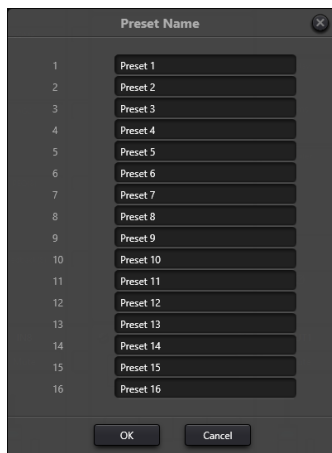 Preset Name
1 Preset 1
2 Preset 2
3 Preset 3
4 Preset 4
5 Preset 5
6 Preset 6
7 Preset 7
8 Preset 8
9 Preset 9
10 Preset 10
11 Preset 11
12 Preset 12
13 Preset 13
14 Preset 14
15 Preset 15
16 Preset 16
OK Cancel